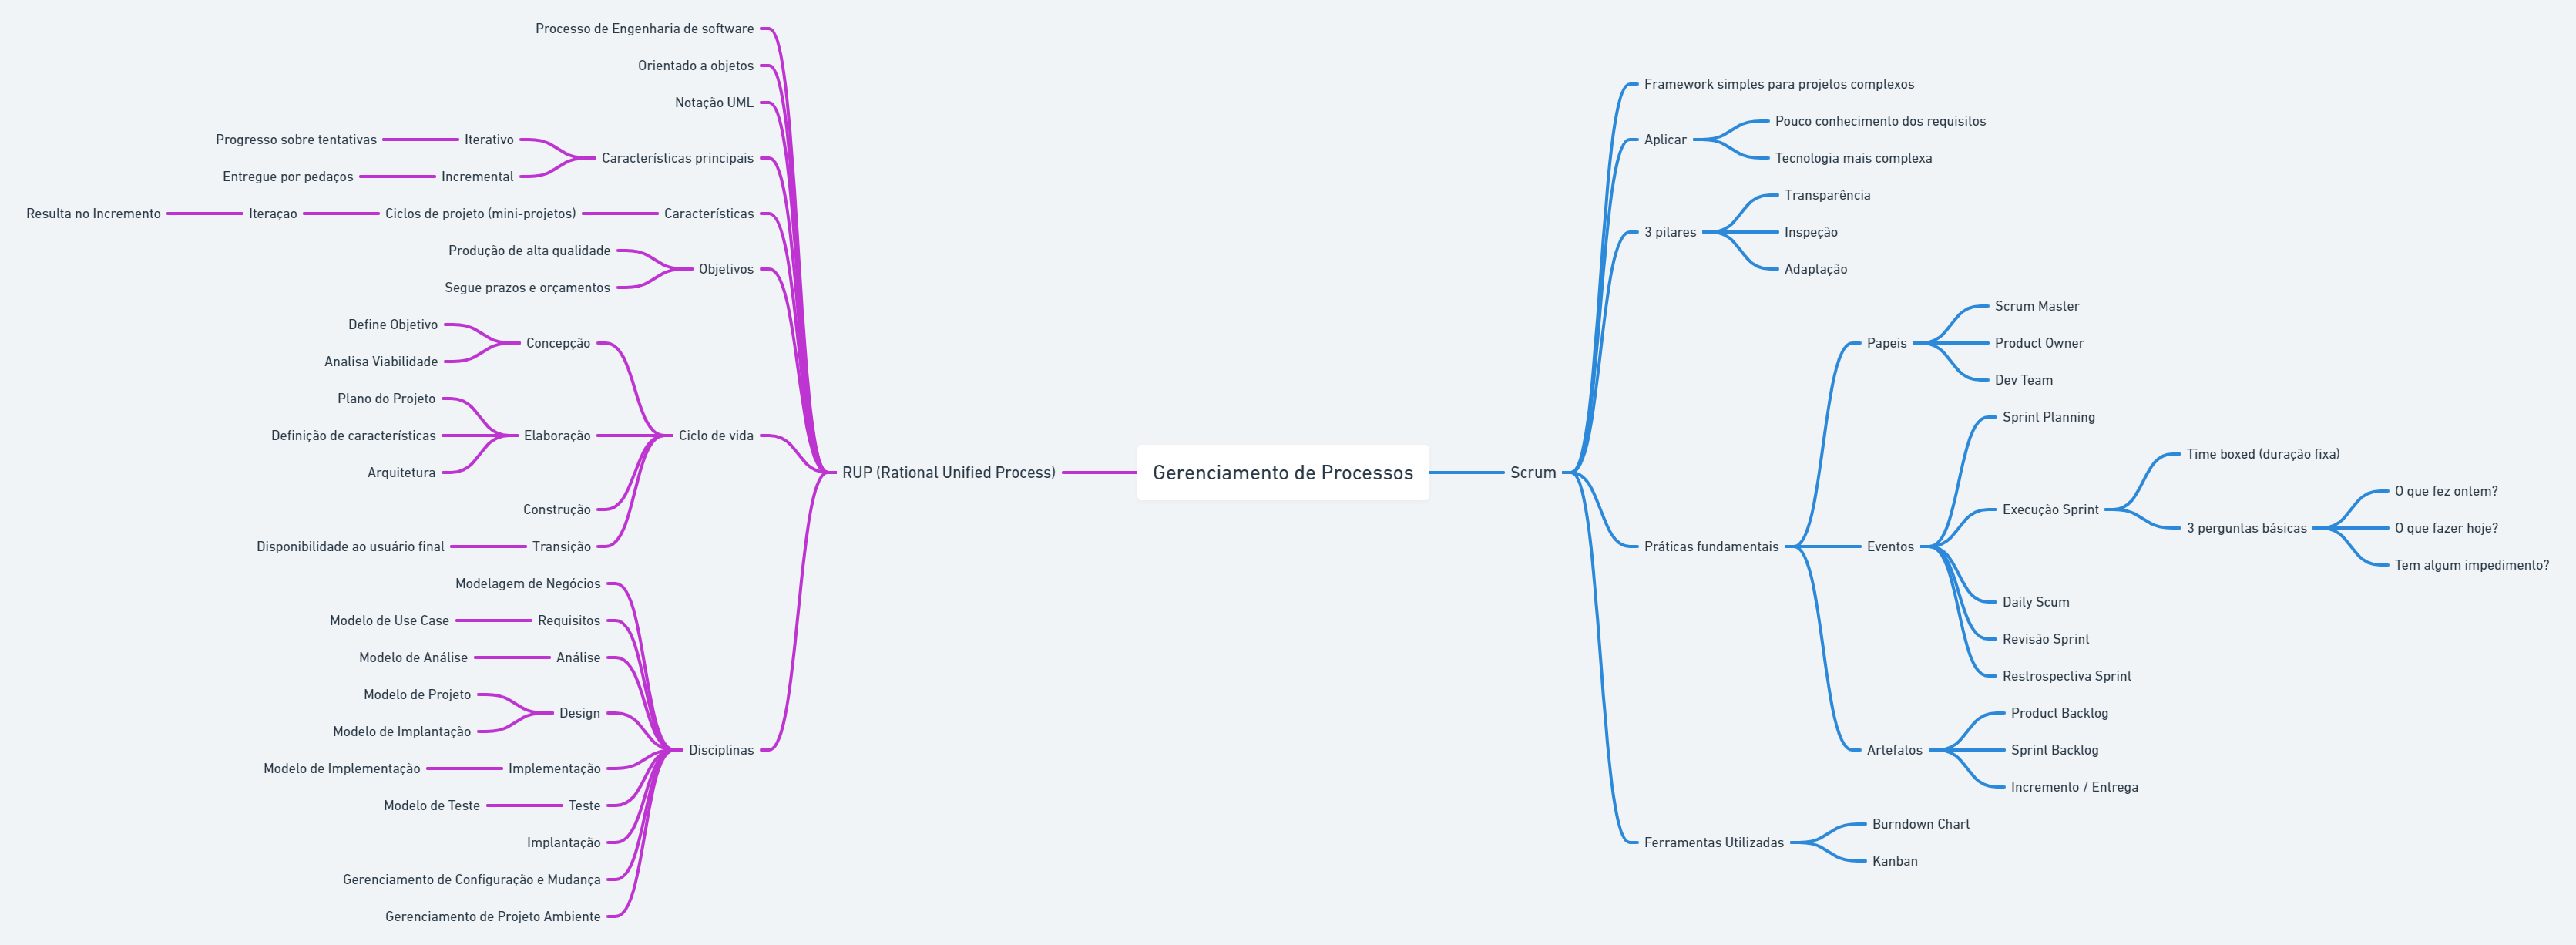 Gerenciamento de Processos
RUP (Rational Unified Process)
Processo de Engenharia de software
Orientado a objetos
Notação UML
Características principais
Iterativo
Progresso sobre tentativas
Incremental
Entregue por pedaços
Características
Ciclos de projeto (mini-projetos)
Iteraçao
Resulta no Incremento
Objetivos
Produção de alta qualidade
Segue prazos e orçamentos
Ciclo de vida
Concepção
Define Objetivo
Analisa Viabilidade
Elaboração
Plano do Projeto
Definição de características
Arquitetura
Construção
Transição
Disponibilidade ao usuário final
Disciplinas
Modelagem de Negócios
Requisitos
Modelo de Use Case
Análise
Modelo de Análise
Design
Modelo de Projeto
Modelo de Implantação
Implementação
Modelo de Implementação
Teste
Modelo de Teste
Implantação
Gerenciamento de Configuração e Mudança
Gerenciamento de Projeto Ambiente
Scrum
Framework simples para projetos complexos
Aplicar
Pouco conhecimento dos requisitos
Tecnologia mais complexa
3 pilares
Transparência
Inspeção
Adaptação
Práticas fundamentais
Papeis
Scrum Master
Product Owner
Dev Team
Eventos
Sprint Planning
Execução Sprint
Time boxed (duração fixa)
3 perguntas básicas
O que fez ontem?
O que fazer hoje?
Tem algum impedimento?
Daily Scum
Revisão Sprint
Restrospectiva Sprint
Artefatos
Product Backlog
Sprint Backlog
Incremento / Entrega
Ferramentas Utilizadas
Burndown Chart
Kanban